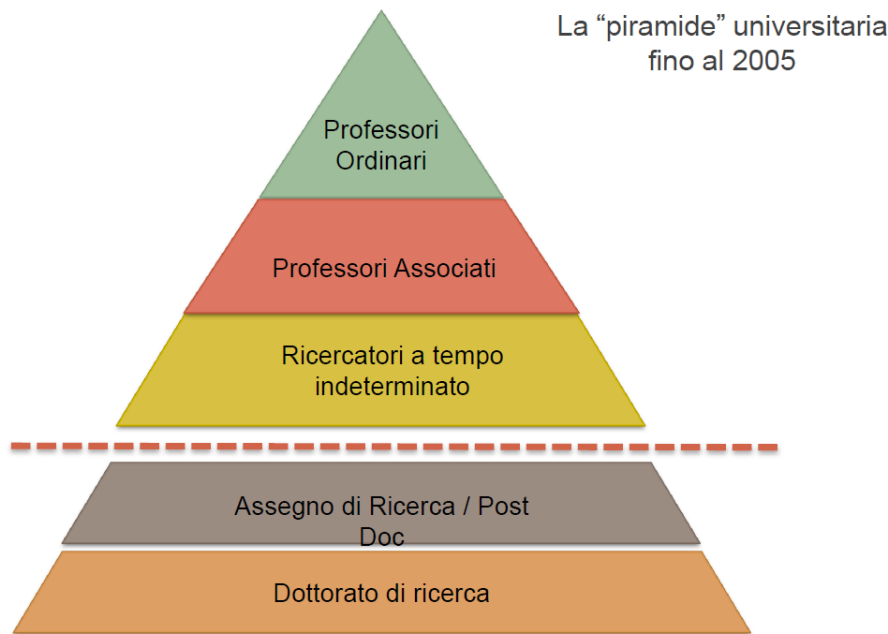 La “piramide” universitaria
fino al 2005
Professori
Ordinari
Professori Associati
Ricercatori a tempo
indeterminato
Assegno di Ricerca / Post
Doc
Dottorato di ricerca